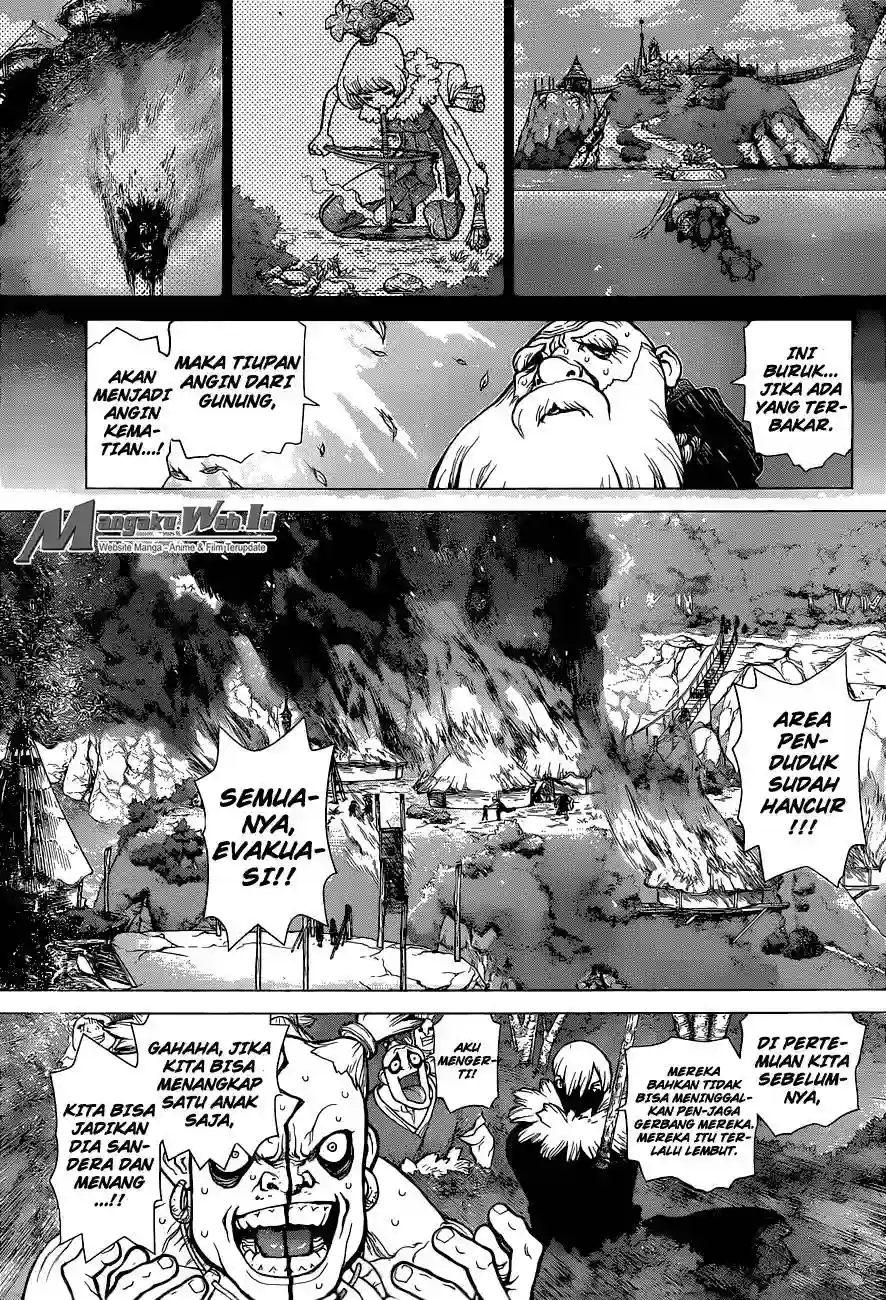 INI
BURUK...
JIKA ADA
YANG TER-
BAKAR.
MAKA TIUPAN
ANGIN DARI
GUNUNG,
AKAN
MENJADI
ANGIN
KEMA-
TIAN...!
Mangaku.Web.Id
Website Manga - Anime & Film Terupdate
AREA
PEN-
DUDUK
SUDAH
HANCUR
!!!
SEMUA-
NYA,
EVAKUA-
SI!!
DI PERTE-
MUAN KITA
SEBELUM-
NYA,
MEREKA
BAHKAN TIDAK
BISA MENINGGAL-
KAN PEN-JAGA
GERBANG MEREKA.
MEREKA ITU TER-
LALU LEMBUT.
AKU
MENGER-
TI!
GAHAHA, JIKA
KITA BISA
MENANGKAP
SATU ANAK
SAJA,
KITA BISA
JADIKAN
DIA SAN-
DERA DAN
MENANG
...!!